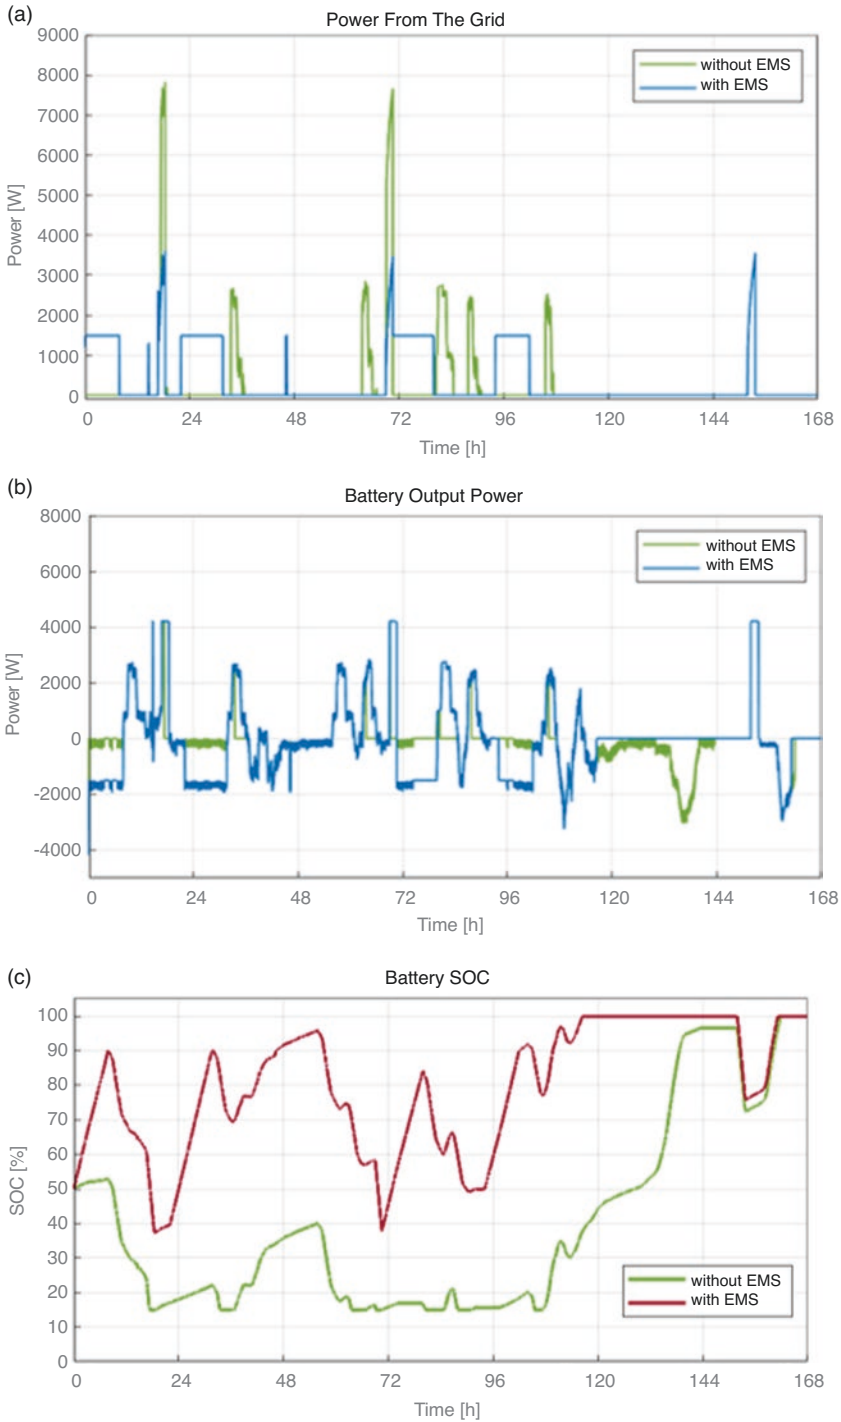 (a)
Power From The Grid
9000
8000
7000
6000
5000
4000
3000
2000
1000
0
Power [W]
without EMS
with EMS
0 24 48 72 96 120 144 168
Time [h]
(b)
Battery Output Power
8000
6000
4000
2000
0
-2000
-4000
Power [W]
without EMS
with EMS
0 24 48 72 96 120 144 168
Time [h]
(c)
Battery SOC
100
90
80
70
60
50
40
30
20
10
0
SOC [%]
without EMS
with EMS
0 24 48 72 96 120 144 168
Time [h]